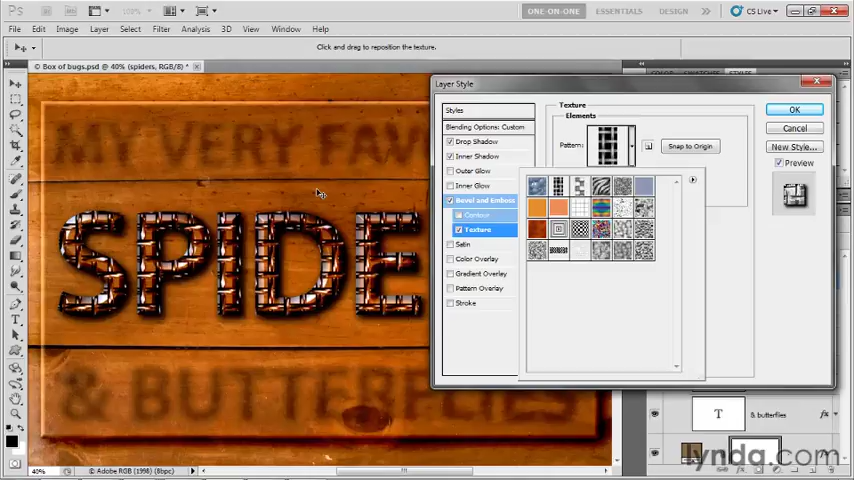 Ps
100%
ONE-ON-ONE
ESSENTIALS
DESIGN
CS Live
File
Edit
Image
Layer
Select
Filter
Analysis
3D
View
Window
Help
Click and drag to reposition the texture.
© Box of bugs.psd @ 40% (spiders, RGB/8) *
MY VERY FAVO
SPIDE
& BUTTERFLIES
Layer Style
Styles
Blending Options: Custom
Drop Shadow
Inner Shadow
Outer Glow
Inner Glow
Bevel and Emboss
Contour
Texture
Satin
Color Overlay
Gradient Overlay
Pattern Overlay
Stroke
Texture
Elements
Pattern:
Snap to Origin
OK
Cancel
New Style...
Preview
T
& butterflies
fx
40%
Adobe RGB (1998) (8bpc)
lynda.com